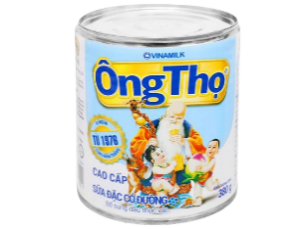 VINAMILK
Ông Thọ
TỪ 1976
CAO CẤP
SỮA ĐẶC CÓ ĐƯỜNG
380 g